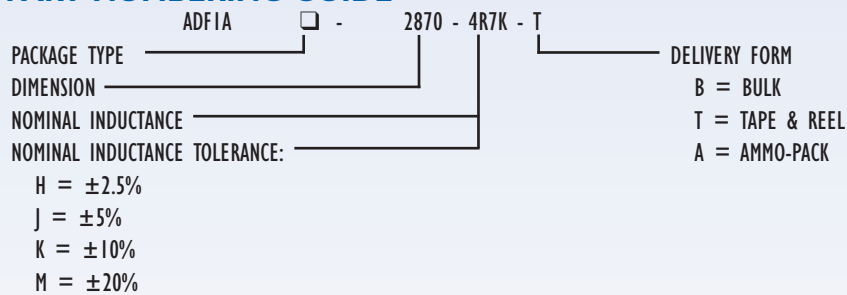 ADFIA ❑ - 2870 - 4R7K - T
PACKAGE TYPE
DIMENSION
NOMINAL INDUCTANCE
NOMINAL INDUCTANCE TOLERANCE:
H = ±2.5%
J = ±5%
K = ±10%
M = ±20%
DELIVERY FORM
B = BULK
T = TAPE & REEL
A = AMMO-PACK